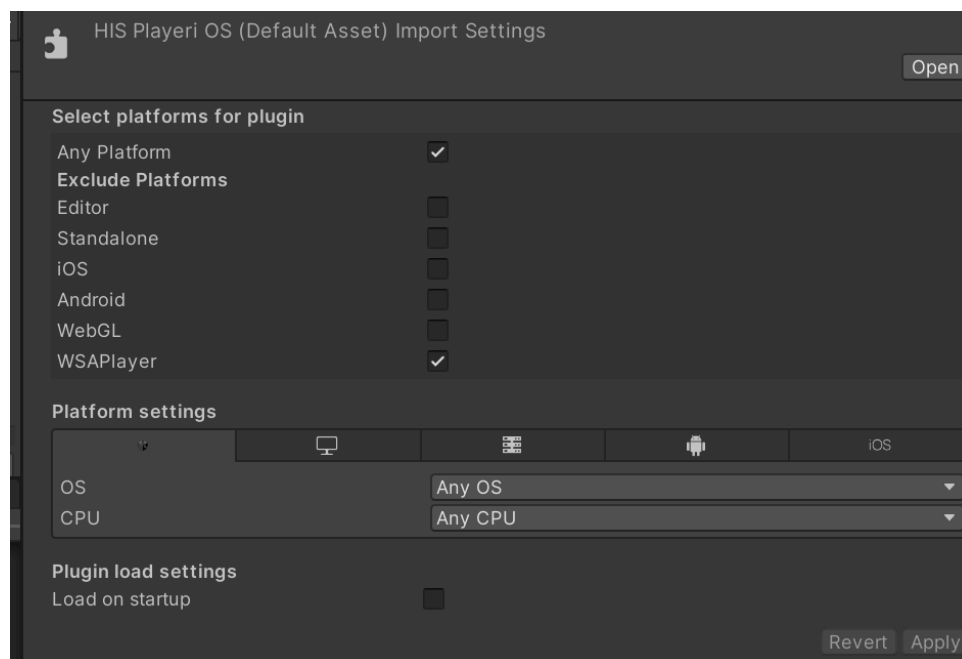 HIS Playeri OS (Default Asset) Import Settings
Open
Select platforms for plugin
Any Platform
Exclude Platforms
Editor
Standalone
iOS
Android
WebGL
WSAPlayer
Platform settings
iOS
OS Any OS
CPU Any CPU
Plugin load settings
Load on startup
Revert Apply